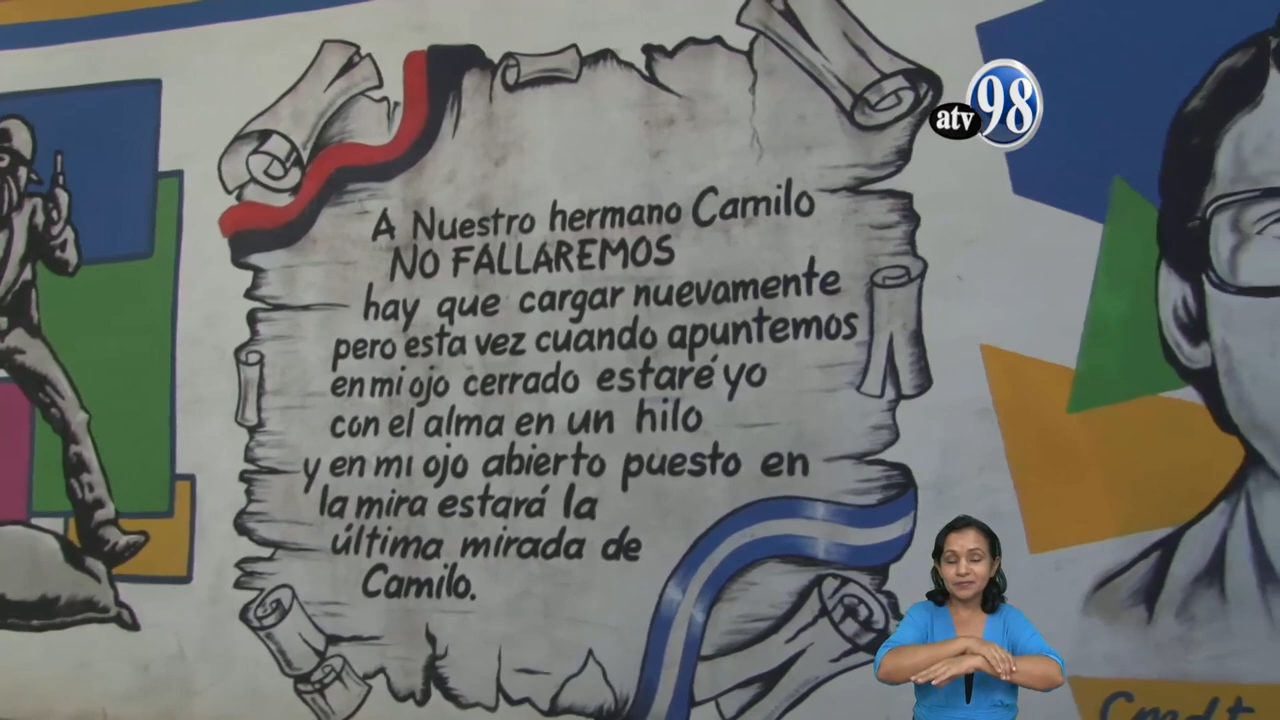 atv 98
A Nuestro hermano Camilo
NO FALLAREMOS
hay que cargar nuevamente
pero esta vez cuando apuntemos
en mi ojo cerrado estaré yo
con el alma en un hilo
y en mi ojo abierto puesto en
la mira estará la
última mirada de
Camilo.